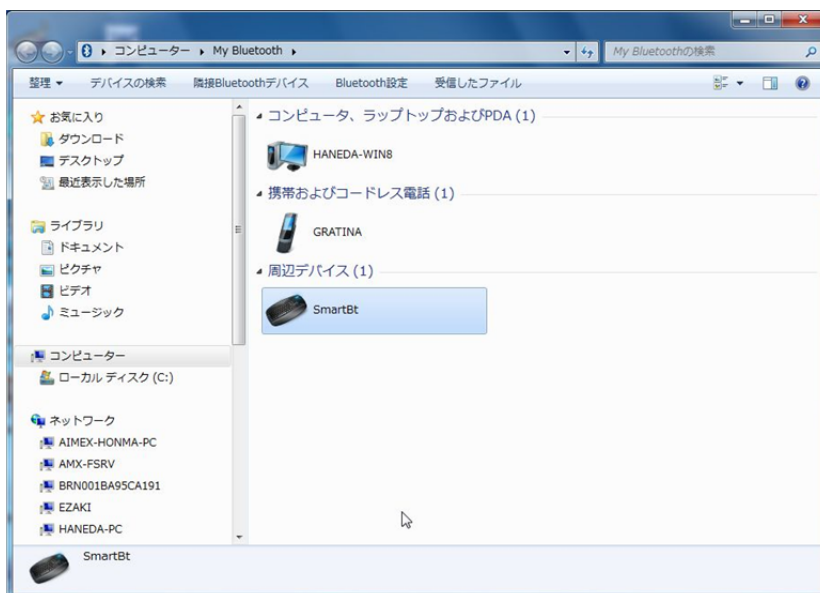 コンピューター ▸ My Bluetooth ▸
My Bluetoothの検索
整理 デバイスの検索 隣接Bluetoothデバイス Bluetooth設定 受信したファイル
お気に入り
ダウンロード
デスクトップ
最近表示した場所
ライブラリ
ドキュメント
ピクチャ
ビデオ
ミュージック
コンピューター
ローカル ディスク (C:)
ネットワーク
AIMEX-HONMA-PC
AMX-FSRV
BRN001BA95CA191
EZAKI
HANEDA-PC
コンピュータ、ラップトップおよびPDA (1)
HANEDA-WIN8
携帯およびコードレス電話 (1)
GRATINA
周辺デバイス (1)
SmartBt
SmartBt